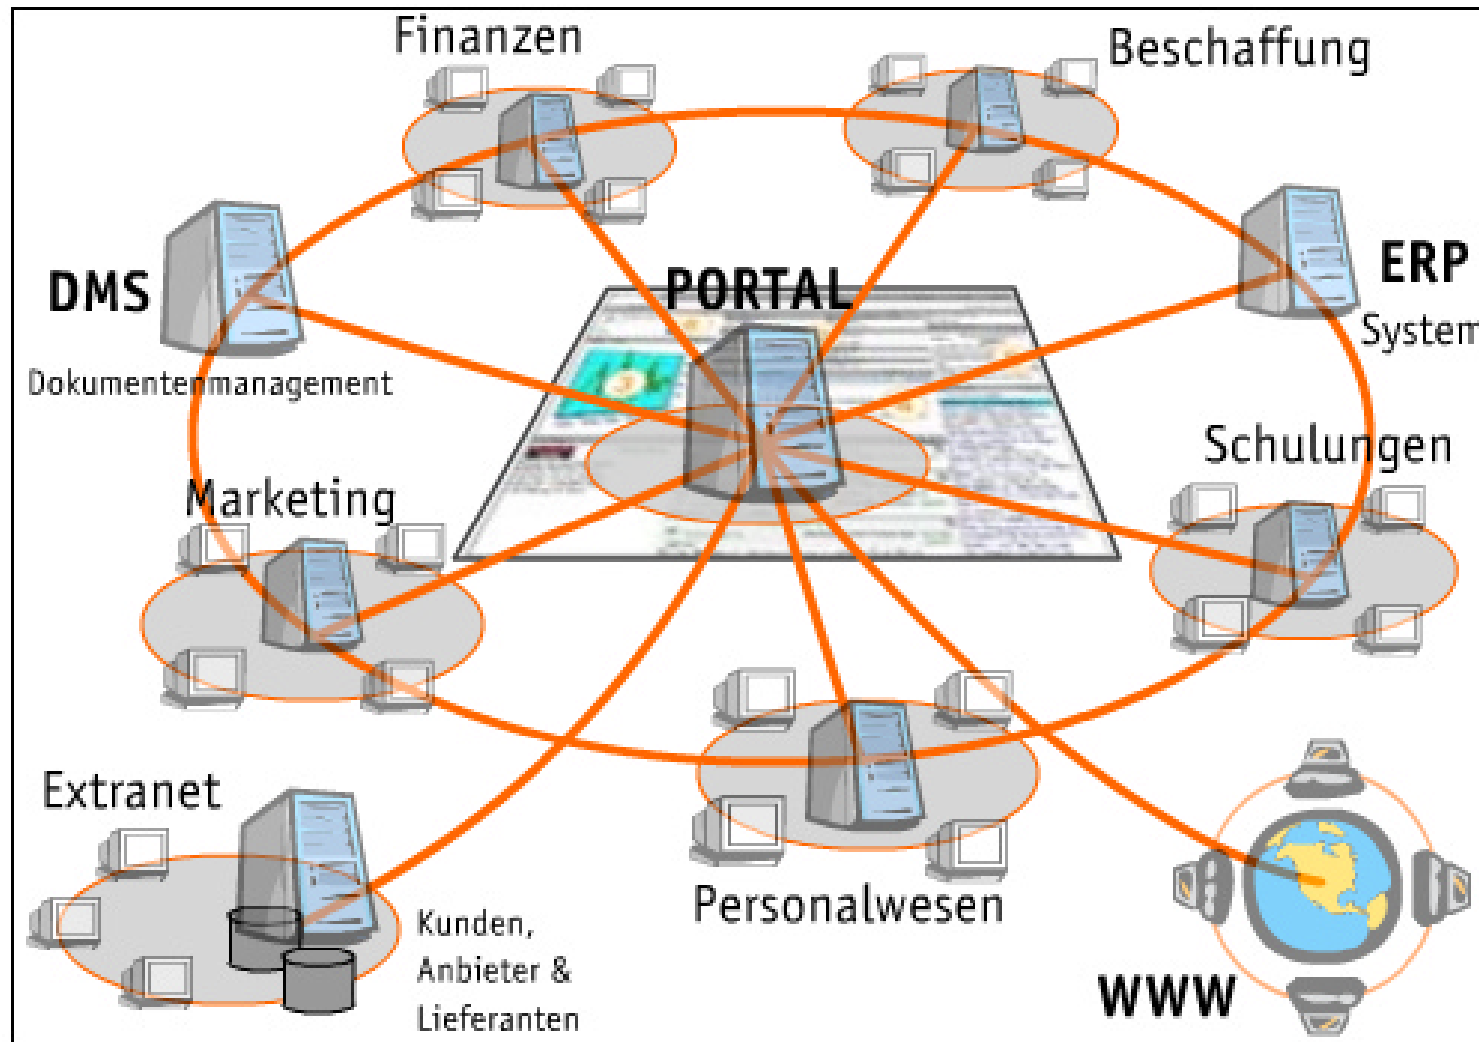 Finanzen
Beschaffung
PORTAL
DMS
Dokumentenmanagement
ERP
System
Schulungen
Marketing
Extranet
Kunden,
Anbieter &
Lieferanten
Personalwesen
WWW